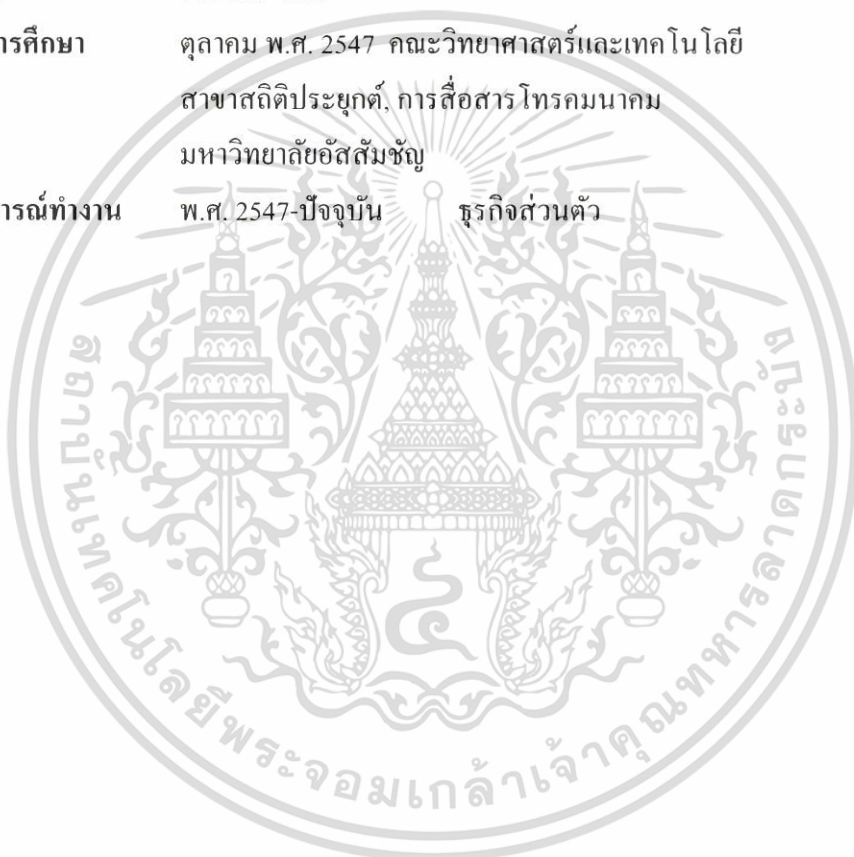 ารศึกษา ตุลาคม พ.ศ. 2547 คณะวิทยาศาสตร์และเทคโนโลยี
สาขาสถิติประยุกต์, การสื่อสารโทรคมนาคม
มหาวิทยาลัยอัสสัมชัญ
ารณ์ทำงาน พ.ศ. 2547-ปัจจุบัน ธุรกิจส่วนตัว
สถาบันเทคโนโลยีพระจอมเกล้าเจ้าคุณทหารลาดกระบัง